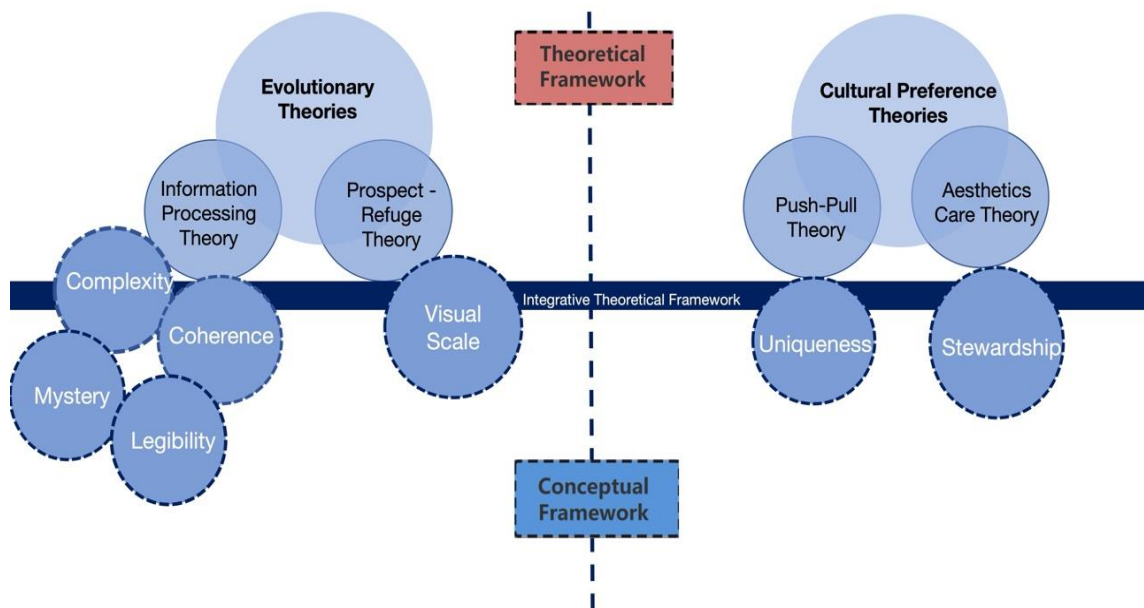 Theoretical
Framework
Evolutionary
Theories
Cultural Preference
Theories
Information
Processing
Theory
Prospect -
Refuge
Theory
Push-Pull
Theory
Aesthetics
Care Theory
Complexity
Coherence
Mystery
Legibility
Visual
Scale
Integrative Theoretical Framework
Uniqueness
Stewardship
Conceptual
Framework